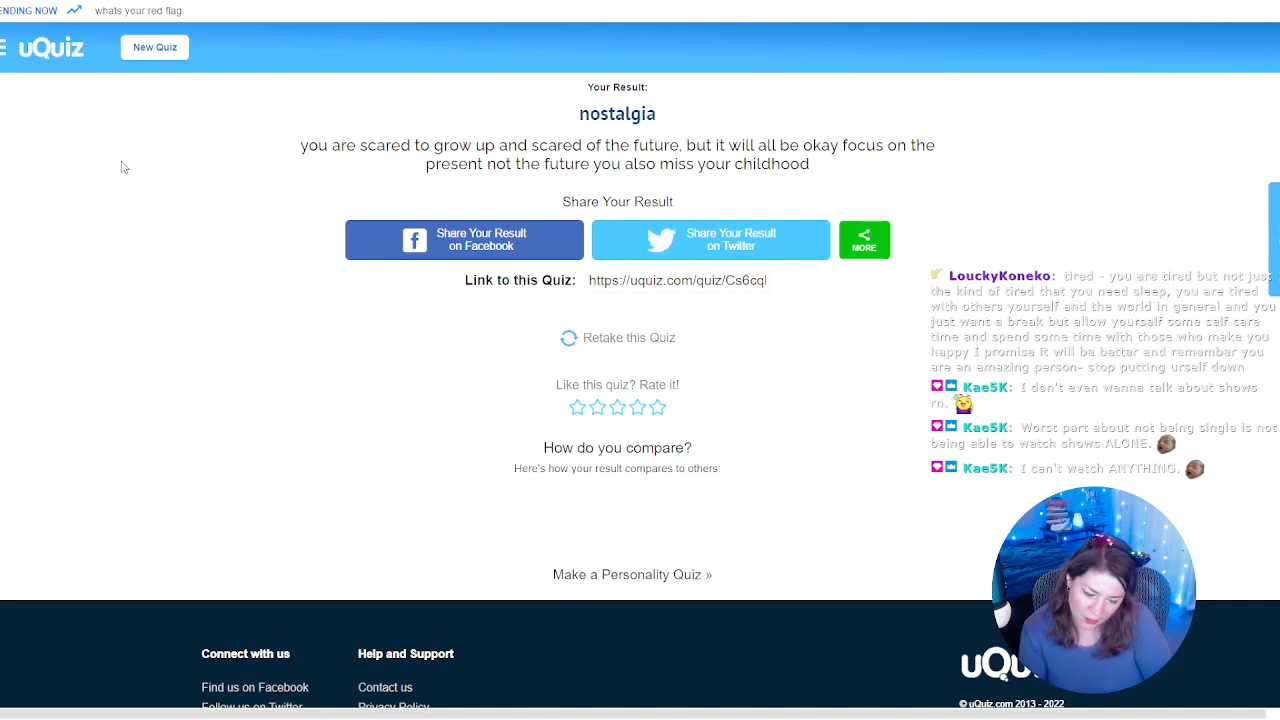 ENDING NOW whats your red flag
uQuiz New Quiz
Your Result:
nostalgia
you are scared to grow up and scared of the future, but it will all be okay focus on the
present not the future you also miss your childhood
Share Your Result
Share Your Result
on Facebook
Share Your Result
on Twitter
MORE
Link to this Quiz: https://uquiz.com/quiz/Cs6cq
Retake this Quiz
Like this quiz? Rate it!
How do you compare?
Here's how your result compares to others.
Make a Personality Quiz »
LouckyKoneko: tired - you are tired but not just
the kind of tired that you need sleep, you are tired
with others yourself and the world in general and you
just want a break but allow yourself some self care
time and spend some time with those who make you
happy I promise it will be better and remember you
are an amazing person- stop putting urself down
Kae5K: I don't even wanna talk about shows
rn.
Kae5K: Worst part about not being single is not
being able to watch shows ALONE.
Kae5K: I can't watch ANYTHING.
Connect with us
Find us on Facebook
Follow us on Twitter
Help and Support
Contact us
Privacy Policy
© uQuiz.com 2013 - 2022